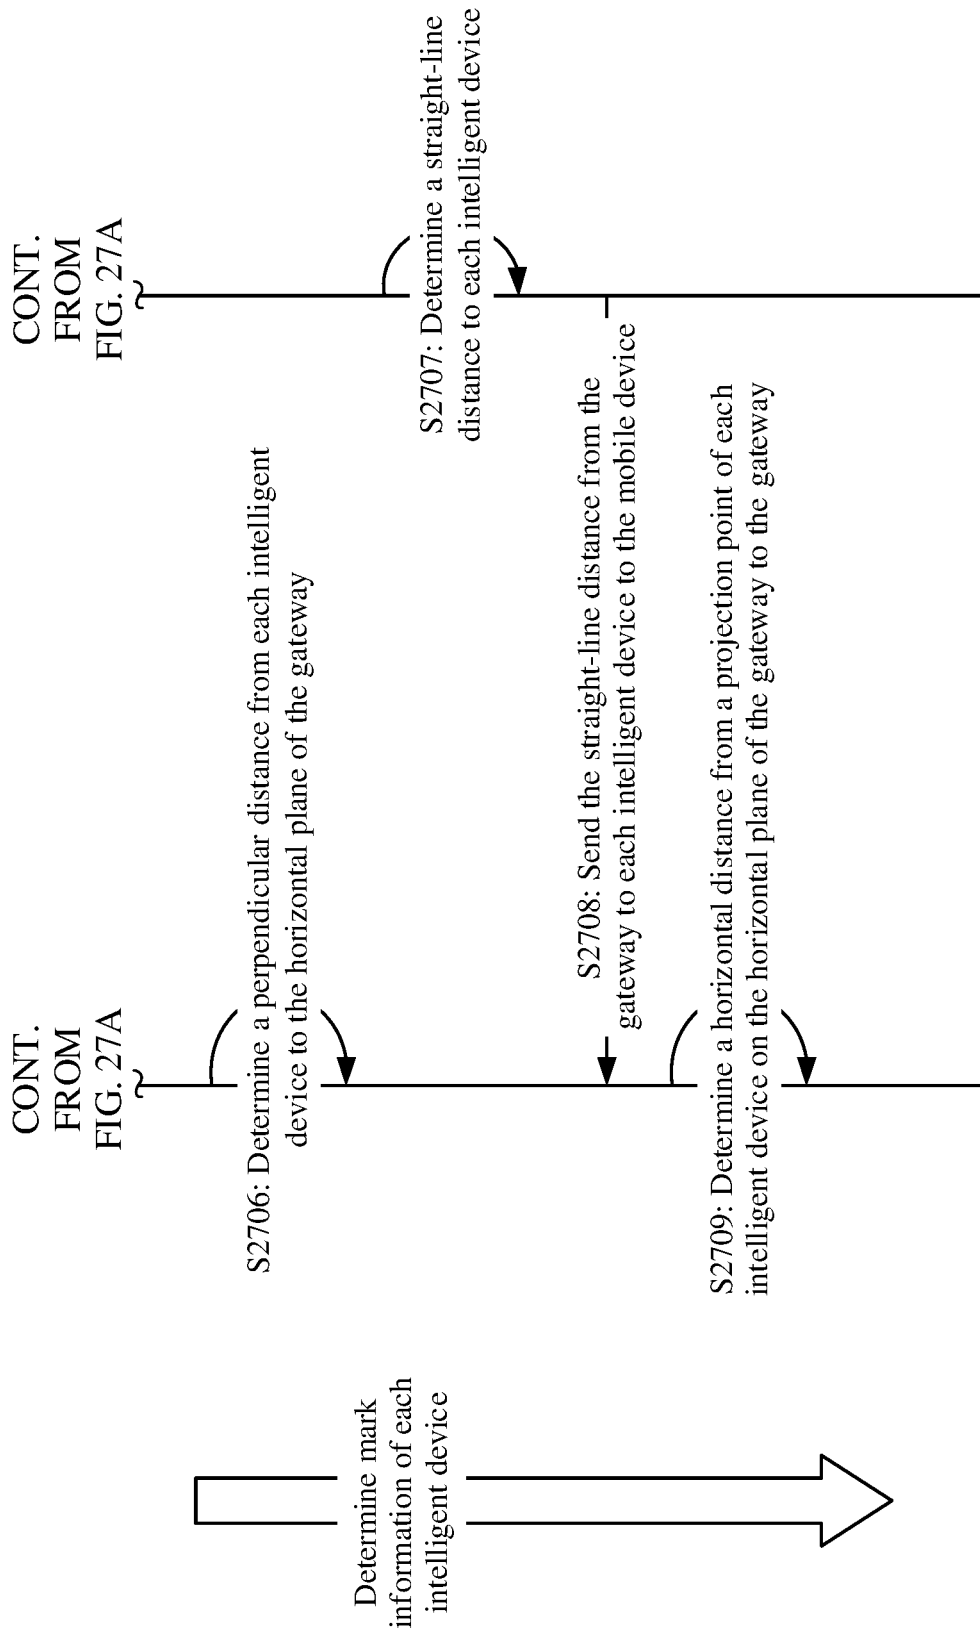 CONT.
FROM
FIG. 27A
CONT.
FROM
FIG. 27A
Determine mark
information of each
intelligent device
S2706: Determine a perpendicular distance from each intelligent
device to the horizontal plane of the gateway
S2707: Determine a straight-line
distance to each intelligent device
S2708: Send the straight-line distance from the
gateway to each intelligent device to the mobile device
S2709: Determine a horizontal distance from a projection point of each
intelligent device on the horizontal plane of the gateway to the gateway